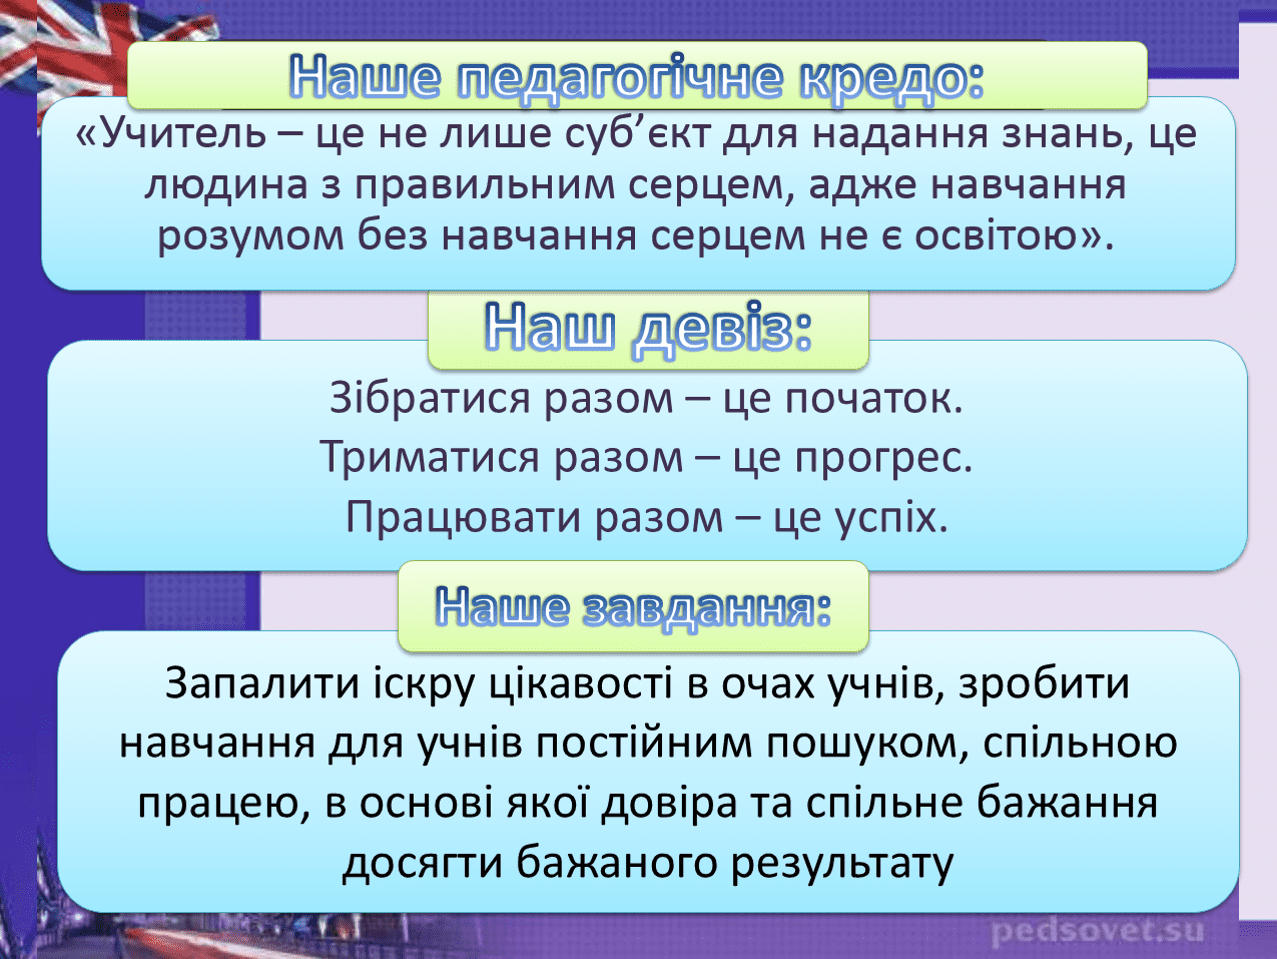 Наше педагогічне кредо:
«Учитель – це не лише суб’єкт для надання знань, це
людина з правильним серцем, адже навчання
розумом без навчання серцем не є освітою».
Наш девіз:
Зібратися разом – це початок.
Триматися разом – це прогрес.
Працювати разом – це успіх.
Наше завдання:
Запалити іскру цікавості в очах учнів, зробити
навчання для учнів постійним пошуком, спільною
працею, в основі якої довіра та спільне бажання
досягти бажаного результату
pedsovet.su